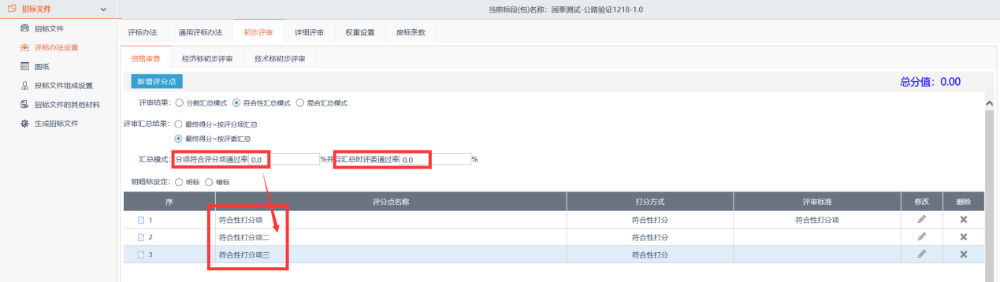 招标文件
当前标段(包)名称: 国泰测试-公路验证1218-1.0
招标文件
评标办法设置
图纸
投标文件组成设置
招标文件的其他材料
生成招标文件
评标办法 通用评标办法 初步评审 详细评审 权重设置 废标条款
资格审查 经济标初步评审 技术标初步评审
新增评分点 总分值: 0.00
评审结果: 分数汇总模式 符合性汇总模式 混合汇总模式
评审汇总结果: 最终得分=按评分项汇总
最终得分=按评委汇总
汇总模式: 分项符合评分项通过率 0.0 %并且汇总时评委通过率 0.0 %
明暗标设定: 明标 暗标
序 评分点名称 打分方式 评审标准 修改 删除
1 符合性打分项 符合性打分 符合性打分项
2 符合性打分项二 符合性打分
3 符合性打分项三 符合性打分